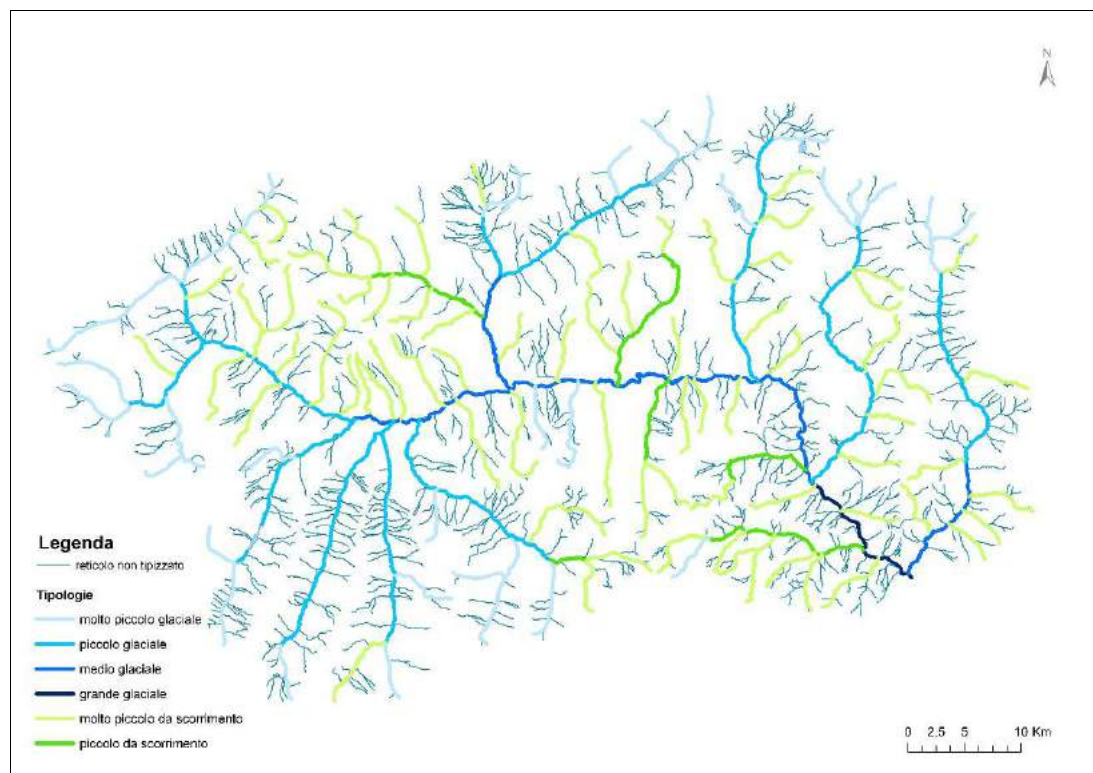 N
Legenda
reticolo non tipizzato
Tipologie
molto piccolo glaciale
piccolo glaciale
medio glaciale
grande glaciale
molto piccolo da scorrimento
piccolo da scorrimento
0 2.5 5 10 Km